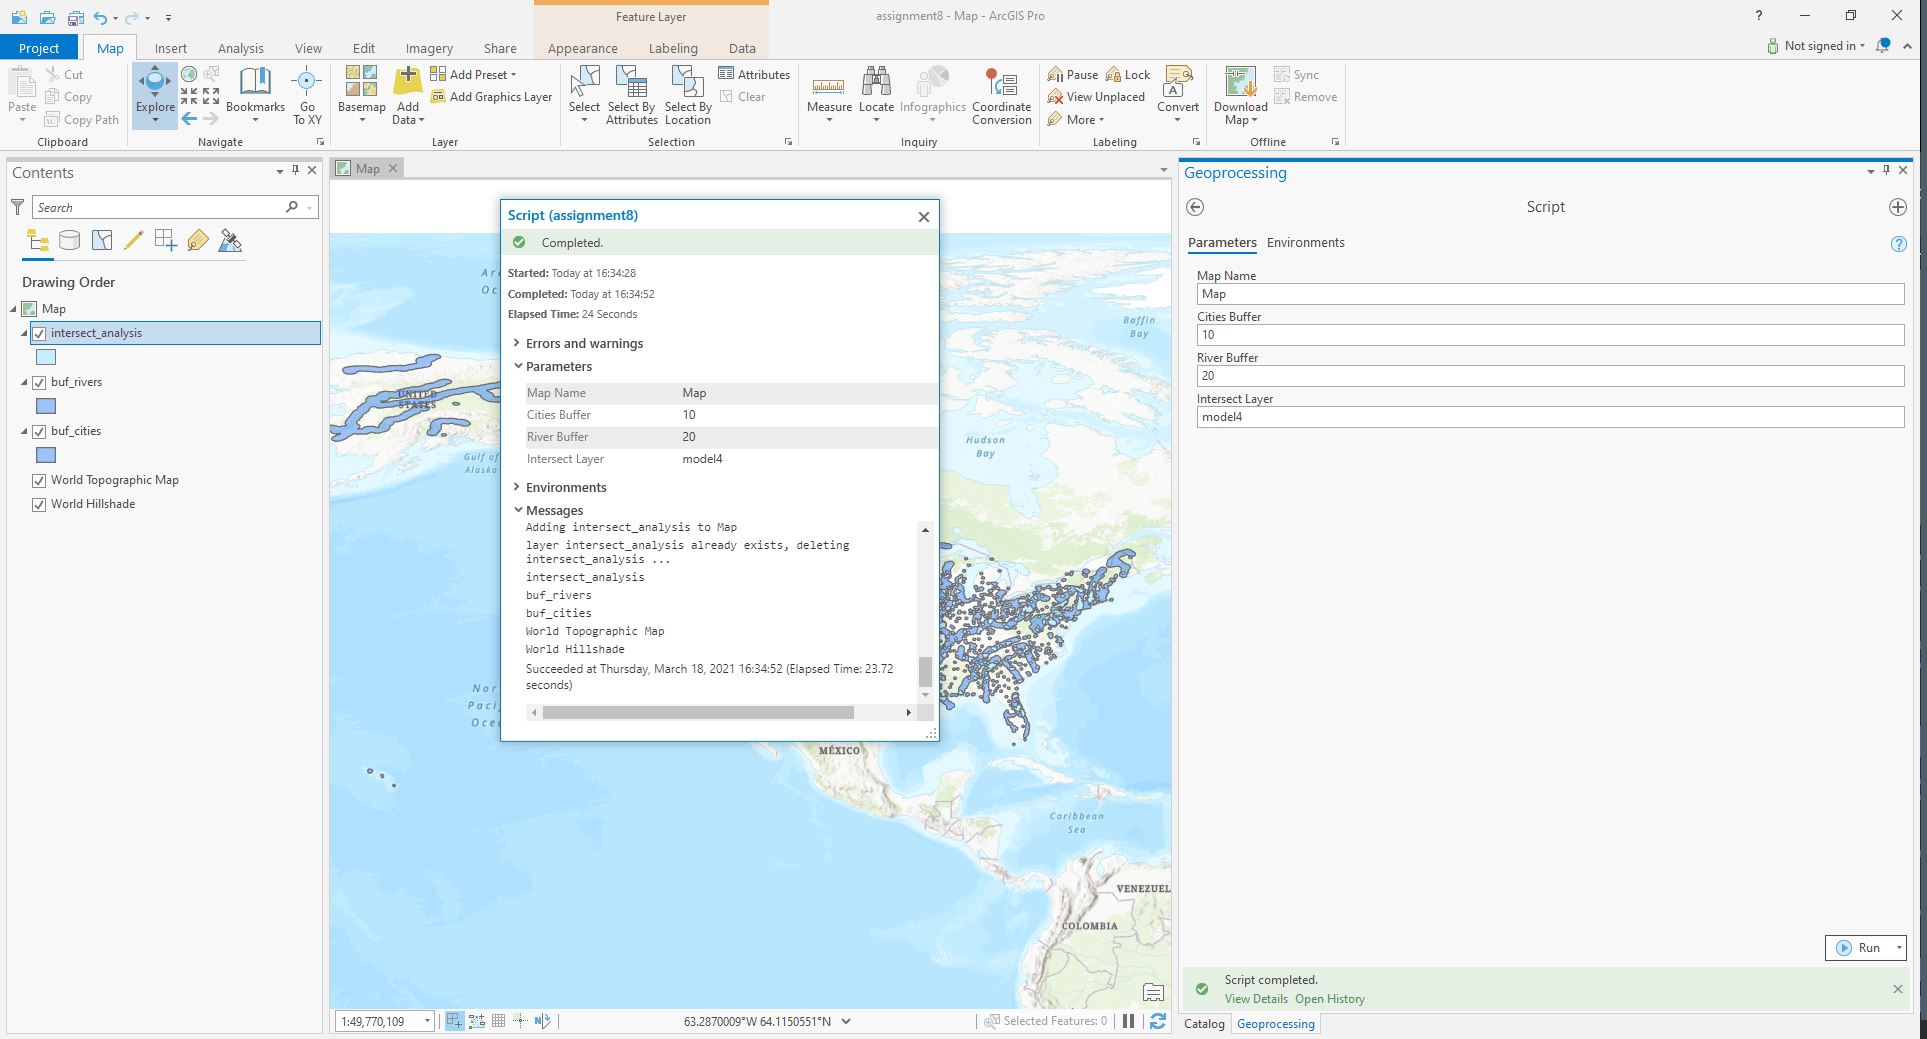 Feature Layer
assignment8 - Map - ArcGIS Pro
?
Project Map Insert Analysis View Edit Imagery Share Appearance Labeling Data
Not signed in
Paste
Cut
Copy
Copy Path
Clipboard
Explore
Bookmarks
Go
To XY
Navigate
Basemap
Add
Data
Add Preset
Add Graphics Layer
Layer
Select
Select By
Attributes
Select By
Location
Attributes
Clear
Selection
Measure
Locate
Infographics
Coordinate
Conversion
Inquiry
Pause
Lock
View Unplaced
More
Convert
Labeling
Download
Map
Sync
Remove
Offline
Contents
Search
Drawing Order
Map
intersect_analysis
buf_rivers
buf_cities
World Topographic Map
World Hillshade
Map
Script (assignment8)
Completed.
Started: Today at 16:34:28
Completed: Today at 16:34:52
Elapsed Time: 24 Seconds
Errors and warnings
Parameters
Map Name Map
Cities Buffer 10
River Buffer 20
Intersect Layer model4
Environments
Messages
Adding intersect_analysis to Map
layer intersect_analysis already exists, deleting
intersect_analysis ...
intersect_analysis
buf_rivers
buf_cities
World Topographic Map
World Hillshade
Succeeded at Thursday, March 18, 2021 16:34:52 (Elapsed Time: 23.72
seconds)
Ar
Oc
UNITED
STATES
Gulf of
Alaska
Nor
Paci
Ocea
Baffin
Bay
Hudson
Bay
MÉXICO
Caribbean
Sea
VENEZUEL
COLOMBIA
1:49,770,109
63.2870009°W 64.1150551°N
Selected Features: 0
Geoprocessing
Script
Parameters Environments
?
Map Name
Map
Cities Buffer
10
River Buffer
20
Intersect Layer
model4
Run
Script completed.
View Details Open History
Catalog Geoprocessing